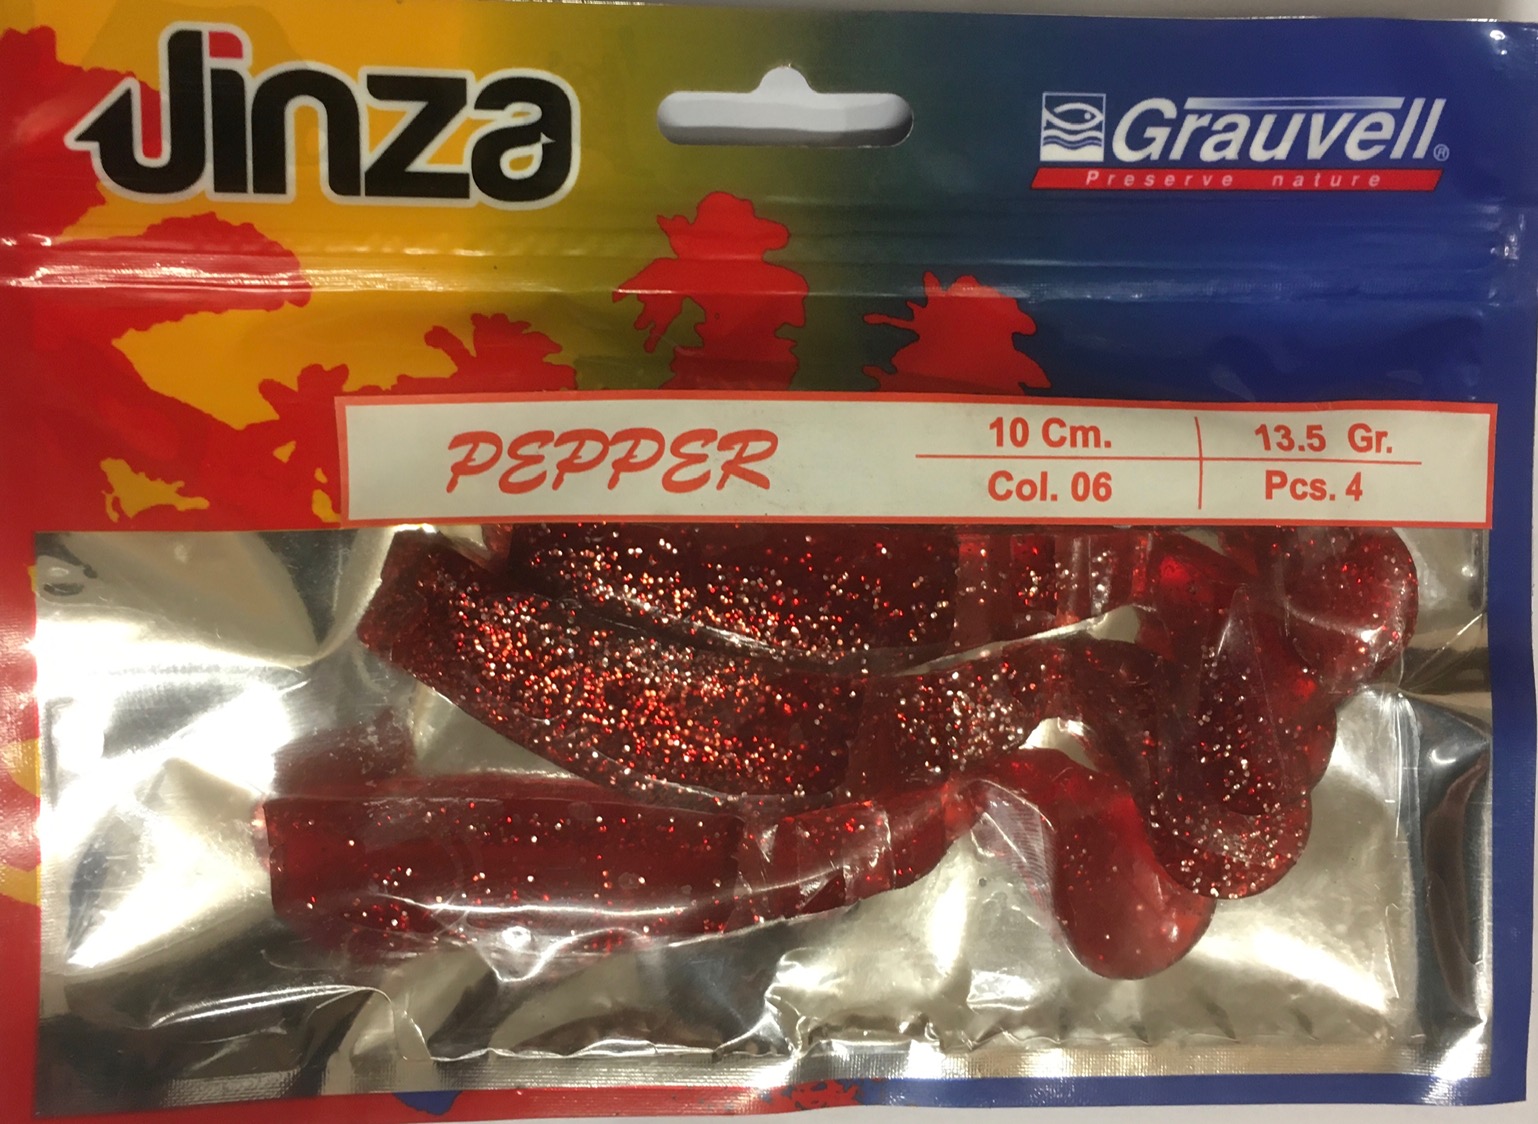 Jinza
Grauvell®
Preserve nature
PEPPER
10 Cm.
13.5 Gr.
Col. 06
Pcs. 4